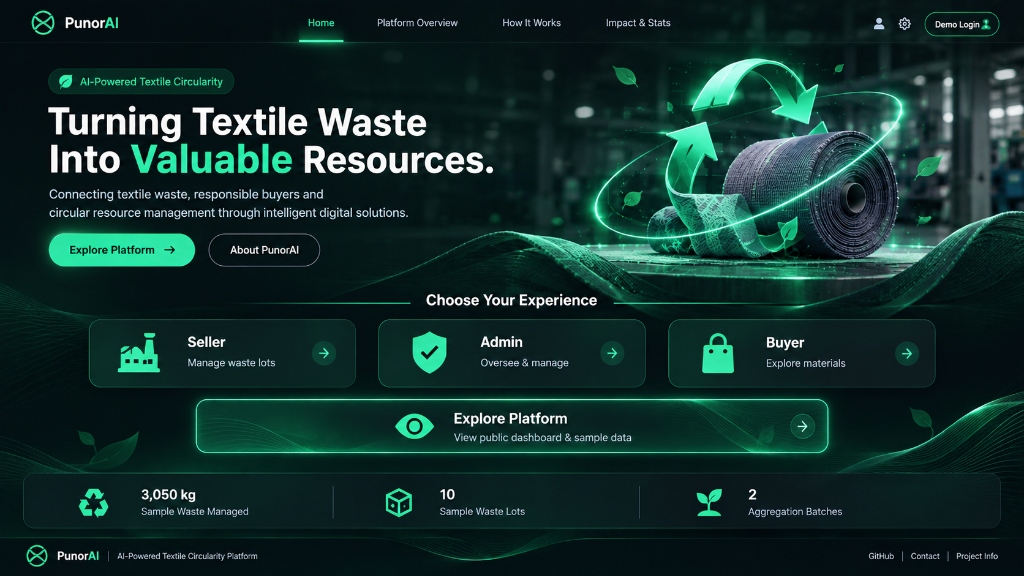 PunorAI
Home
Platform Overview
How It Works
Impact & Stats
Demo Login
AI-Powered Textile Circularity
Turning Textile Waste
Into Valuable Resources.
Connecting textile waste, responsible buyers and
circular resource management through intelligent digital solutions.
Explore Platform →
About PunorAI
Choose Your Experience
Seller
Manage waste lots
Admin
Oversee & manage
Buyer
Explore materials
Explore Platform
View public dashboard & sample data
3,050 kg
Sample Waste Managed
10
Sample Waste Lots
2
Aggregation Batches
PunorAI
AI-Powered Textile Circularity Platform
GitHub
Contact
Project Info